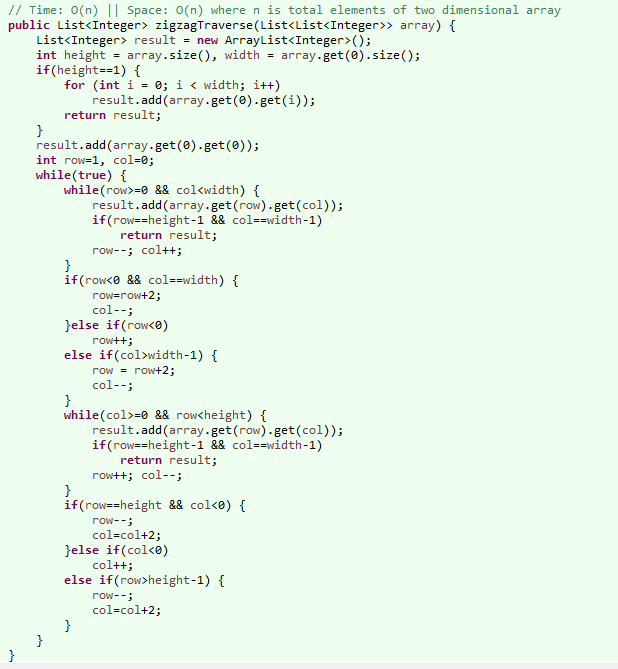 // Time: O(n) || Space: O(n) where n is total elements of two dimensional array
public List<Integer> zigzagTraverse(List<List<Integer>> array) {
    List<Integer> result = new ArrayList<Integer>();
    int height = array.size(), width = array.get(0).size();
    if(height==1) {
        for (int i = 0; i < width; i++)
            result.add(array.get(0).get(i));
        return result;
    }
    result.add(array.get(0).get(0));
    int row=1, col=0;
    while(true) {
        while(row>=0 && col<width) {
            result.add(array.get(row).get(col));
            if(row==height-1 && col==width-1)
                return result;
            row--; col++;
        }
        if(row<0 && col==width) {
            row=row+2;
            col--;
        }else if(row<0)
            row++;
        else if(col>width-1) {
            row = row+2;
            col--;
        }
        while(col>=0 && row<height) {
            result.add(array.get(row).get(col));
            if(row==height-1 && col==width-1)
                return result;
            row++; col--;
        }
        if(row==height && col<0) {
            row--;
            col=col+2;
        }else if(col<0)
            col++;
        else if(row>height-1) {
            row--;
            col=col+2;
        }
    }
}